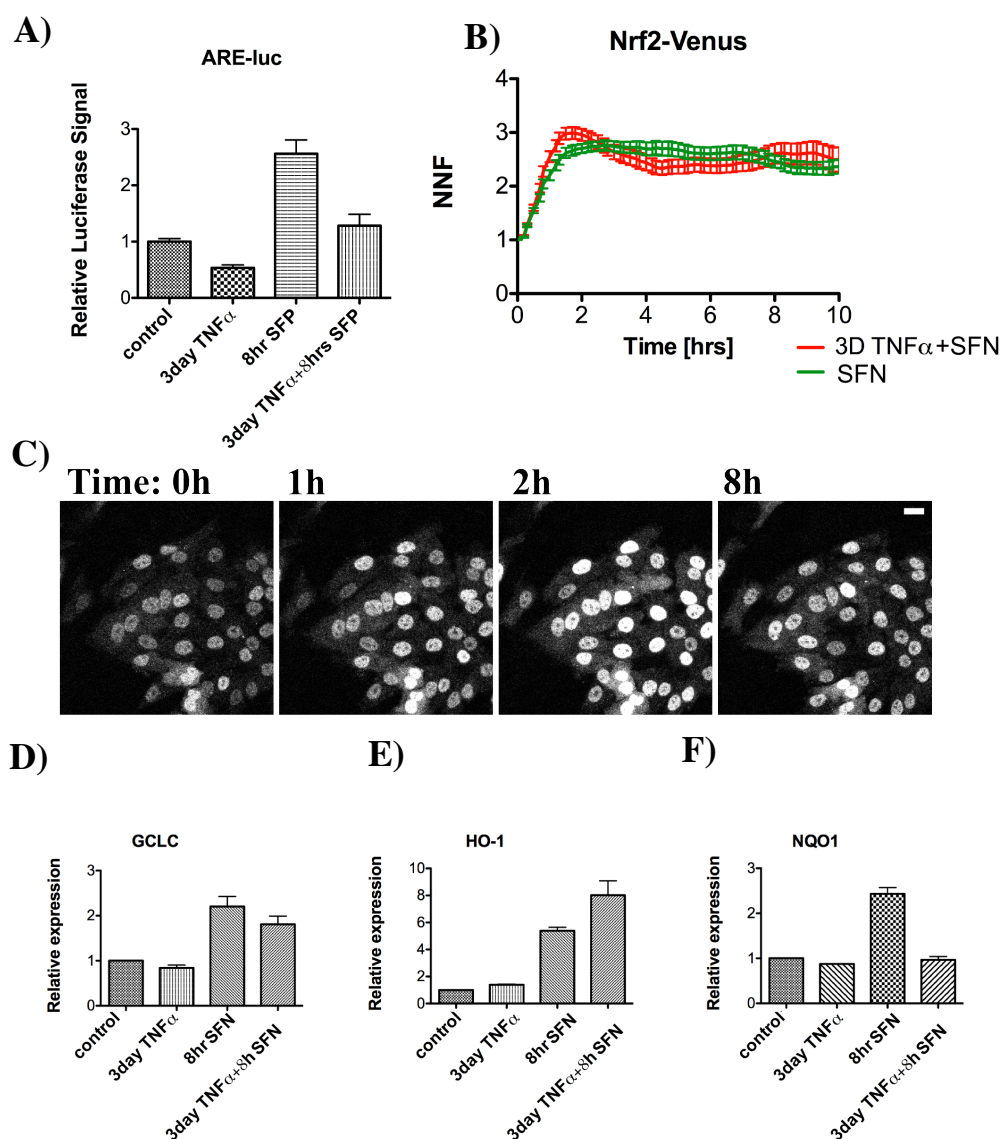 A)
ARE-luc
Relative Luciferase Signal
3
2
1
0
control
3day TNFα
8hr SFP
3day TNFα+8hrs SFP
B)
Nrf2-Venus
NNF
4
3
2
1
0
0 2 4 6 8 10
Time [hrs]
3D TNFα+SFN
SFN
C)
Time: 0h 1h 2h 8h
D)
GCLC
Relative expression
3
2
1
0
control
3day TNFα
8hr SFN
3day TNFα+8h SFN
E)
HO-1
Relative expression
10
8
6
4
2
0
control
3day TNFα
8hr SFN
3day TNFα+8h SFN
F)
NQO1
Relative expression
3
2
1
0
control
3day TNFα
8hr SFN
3day TNFα+8h SFN